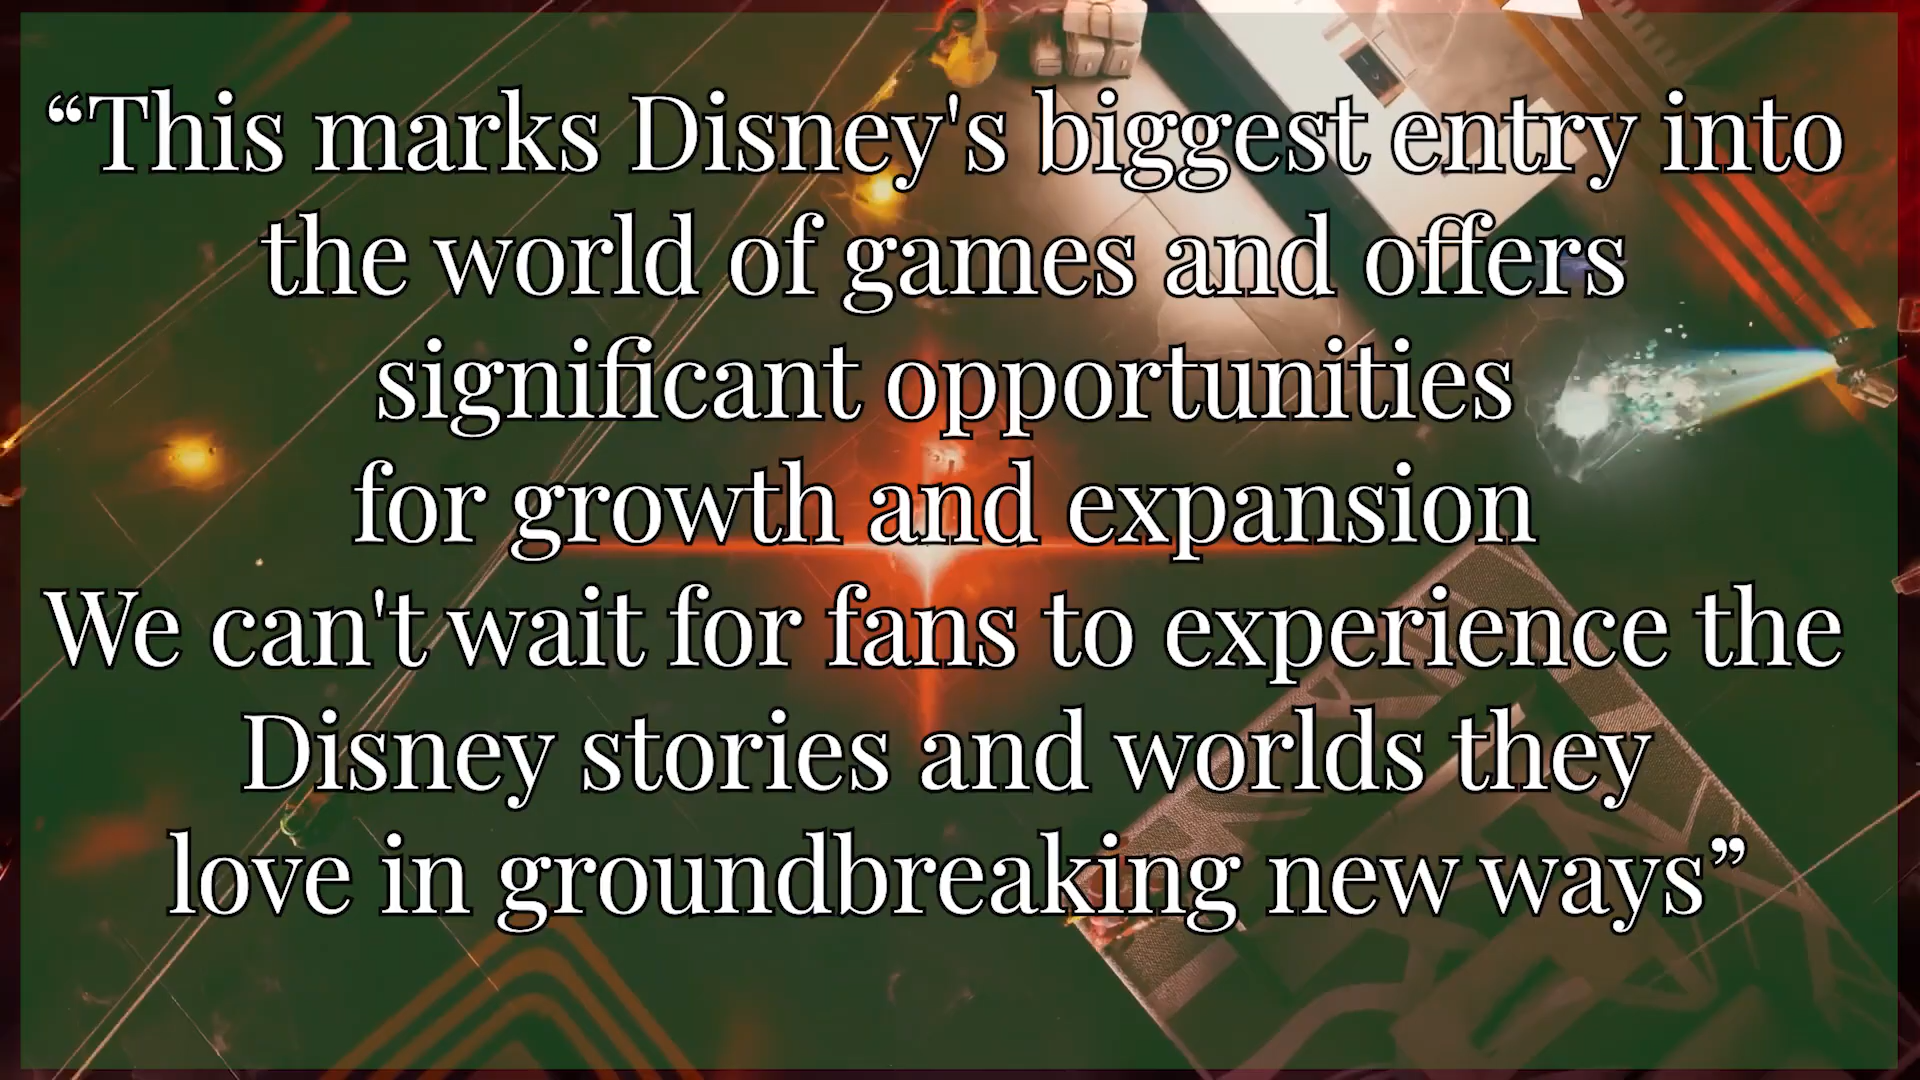 “This marks Disney's biggest entry into
the world of games and offers
significant opportunities
for growth and expansion
We can't wait for fans to experience the
Disney stories and worlds they
love in groundbreaking new ways”